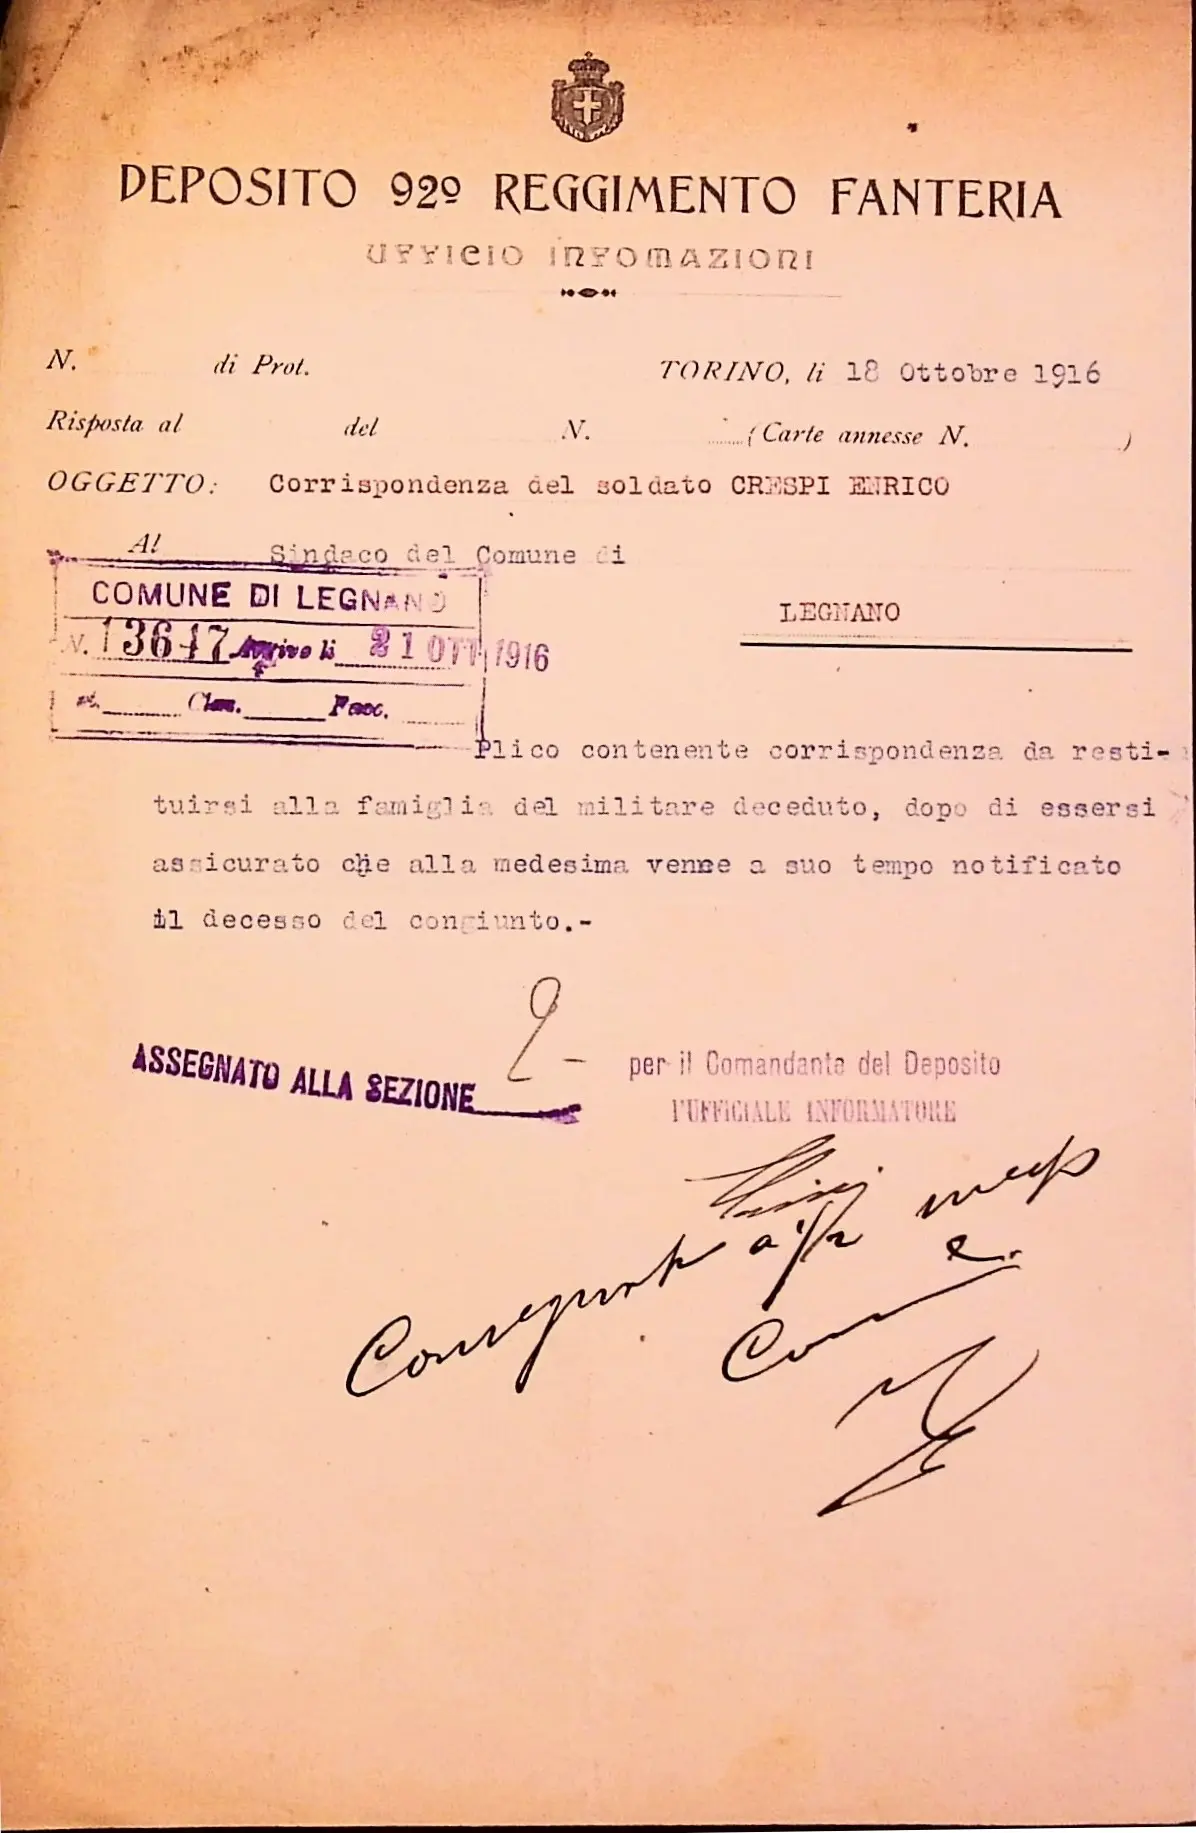 DEPOSITO 92º REGGIMENTO FANTERIA
UFFICIO INFOMAZIONI
N. di Prot. TORINO, li 18 Ottobre 1916
Risposta al del N. (Carte annesse N. )
OGGETTO: Corrispondenza del soldato CRESPI ENRICO
Al Sindaco del Comune di
COMUNE DI LEGNANO
LEGNANO
N. 13647 Arrivo li 21 OTT 1916
Clas. Fasc.
Plico contenente corrispondenza da resti-
tuirsi alla famiglia del militare deceduto, dopo di essersi
assicurato che alla medesima venne a suo tempo notificato
il decesso del congiunto.-
ASSEGNATO ALLA SEZIONE 2-
per il Comandante del Deposito
l'UFFICIALE INFORMATORE